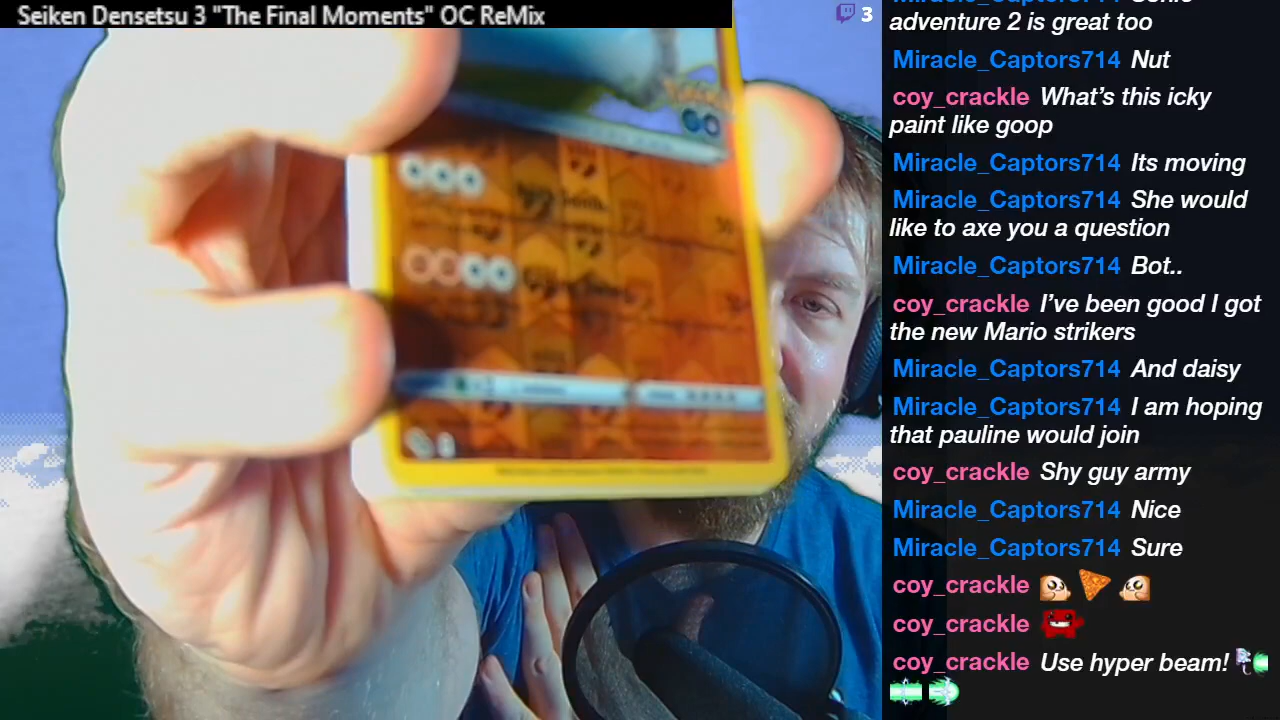 Seiken Densetsu 3 "The Final Moments" OC ReMix
3
adventure 2 is great too
Miracle_Captors714 Nut
coy_crackle What's this icky
paint like goop
Miracle_Captors714 Its moving
Miracle_Captors714 She would
like to axe you a question
Miracle_Captors714 Bot..
coy_crackle I've been good I got
the new Mario strikers
Miracle_Captors714 And daisy
Miracle_Captors714 I am hoping
that pauline would join
coy_crackle Shy guy army
Miracle_Captors714 Nice
Miracle_Captors714 Sure
coy_crackle
coy_crackle
coy_crackle Use hyper beam!
GO